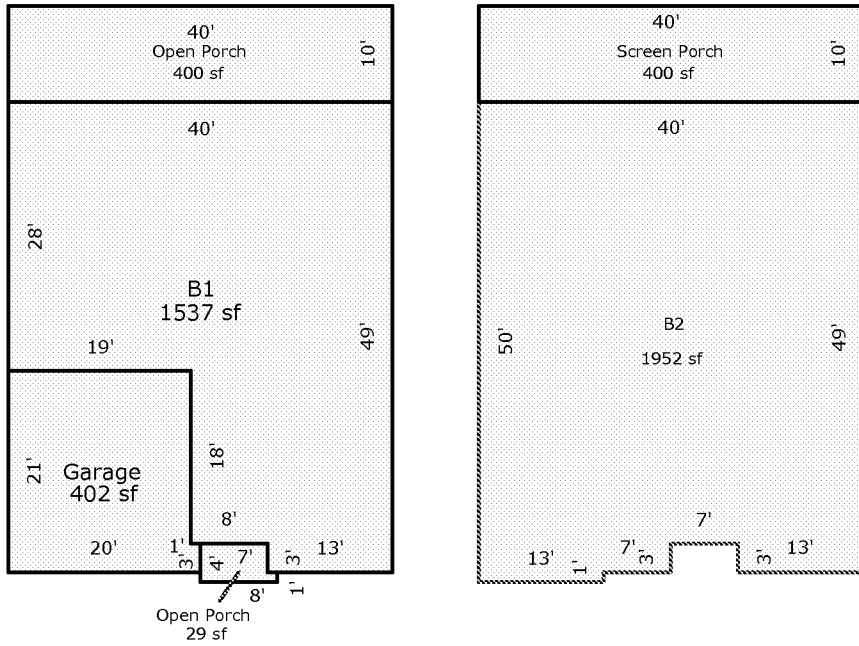 40'
Open Porch
400 sf
10'
40'
28'
B1
1537 sf
49'
19'
21'
Garage
402 sf
18'
8'
20'
1'
3'
4'
7'
3'
13'
8'
1'
Open Porch
29 sf
40'
Screen Porch
400 sf
10'
40'
50'
B2
1952 sf
49'
7'
13'
1'
7'
3'
3'
13'